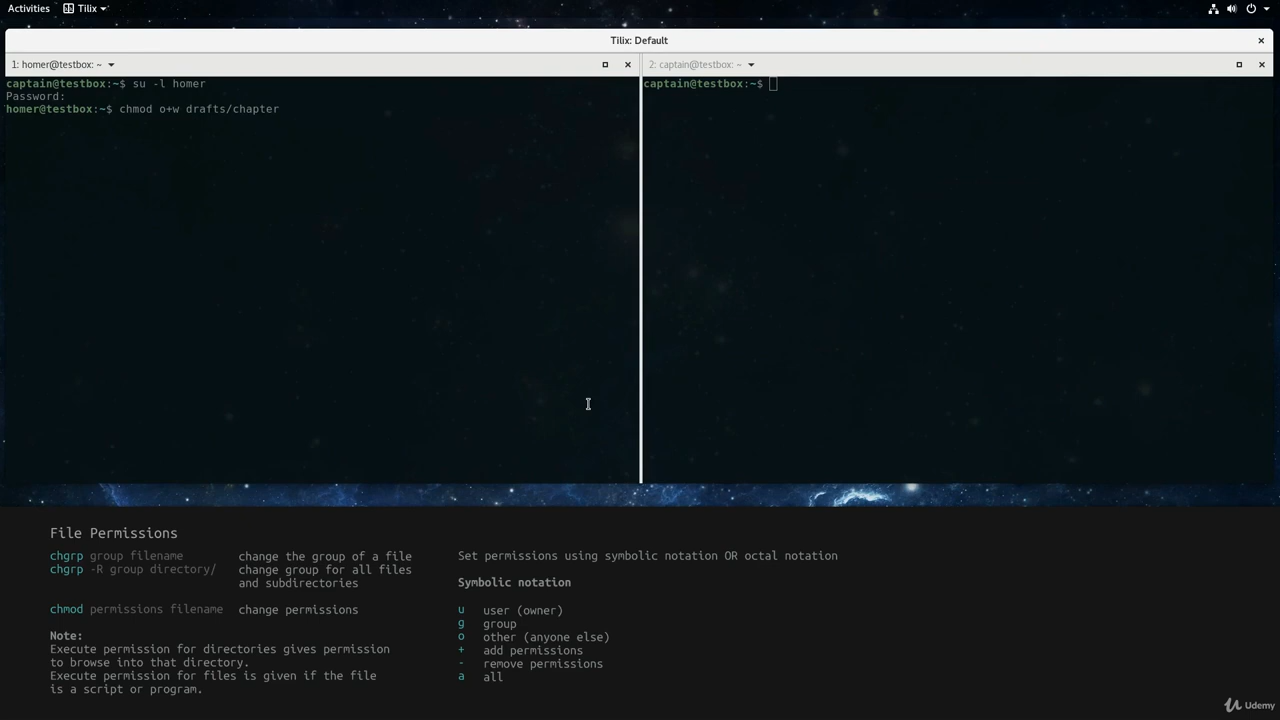 Activities Tilix
Tilix: Default
1: homer@testbox: ~
2: captain@testbox: ~
captain@testbox:~$ su -l homer
Password:
homer@testbox:~$ chmod o+w drafts/chapter
captain@testbox:~$
File Permissions
chgrp group filename change the group of a file
chgrp -R group directory/ change group for all files
and subdirectories
chmod permissions filename change permissions
Note:
Execute permission for directories gives permission
to browse into that directory.
Execute permission for files is given if the file
is a script or program.
Set permissions using symbolic notation OR octal notation
Symbolic notation
u user (owner)
g group
o other (anyone else)
+ add permissions
- remove permissions
a all
Udemy